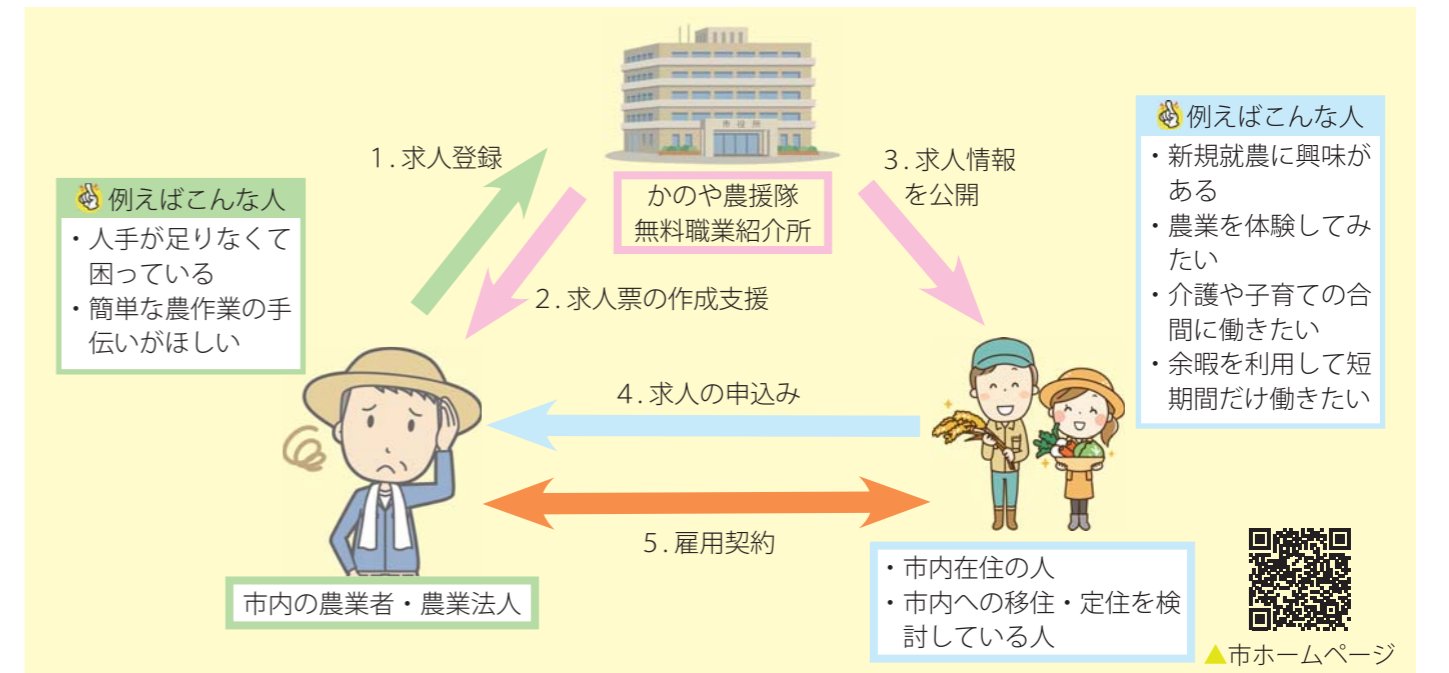 市役所
かのや農援隊
無料職業紹介所
1.求人登録
2.求人票の作成支援
3.求人情報
を公開
例えばこんな人
・人手が足りなくて
困っている
・簡単な農作業の手
伝いがほしい
例えばこんな人
・新規就農に興味が
ある
・農業を体験してみ
たい
・介護や子育ての合
間に働きたい
・余暇を利用して短
期間だけ働きたい
4.求人の申込み
5.雇用契約
市内の農業者・農業法人
・市内在住の人
・市内への移住・定住を検
討している人
▲市ホームページ